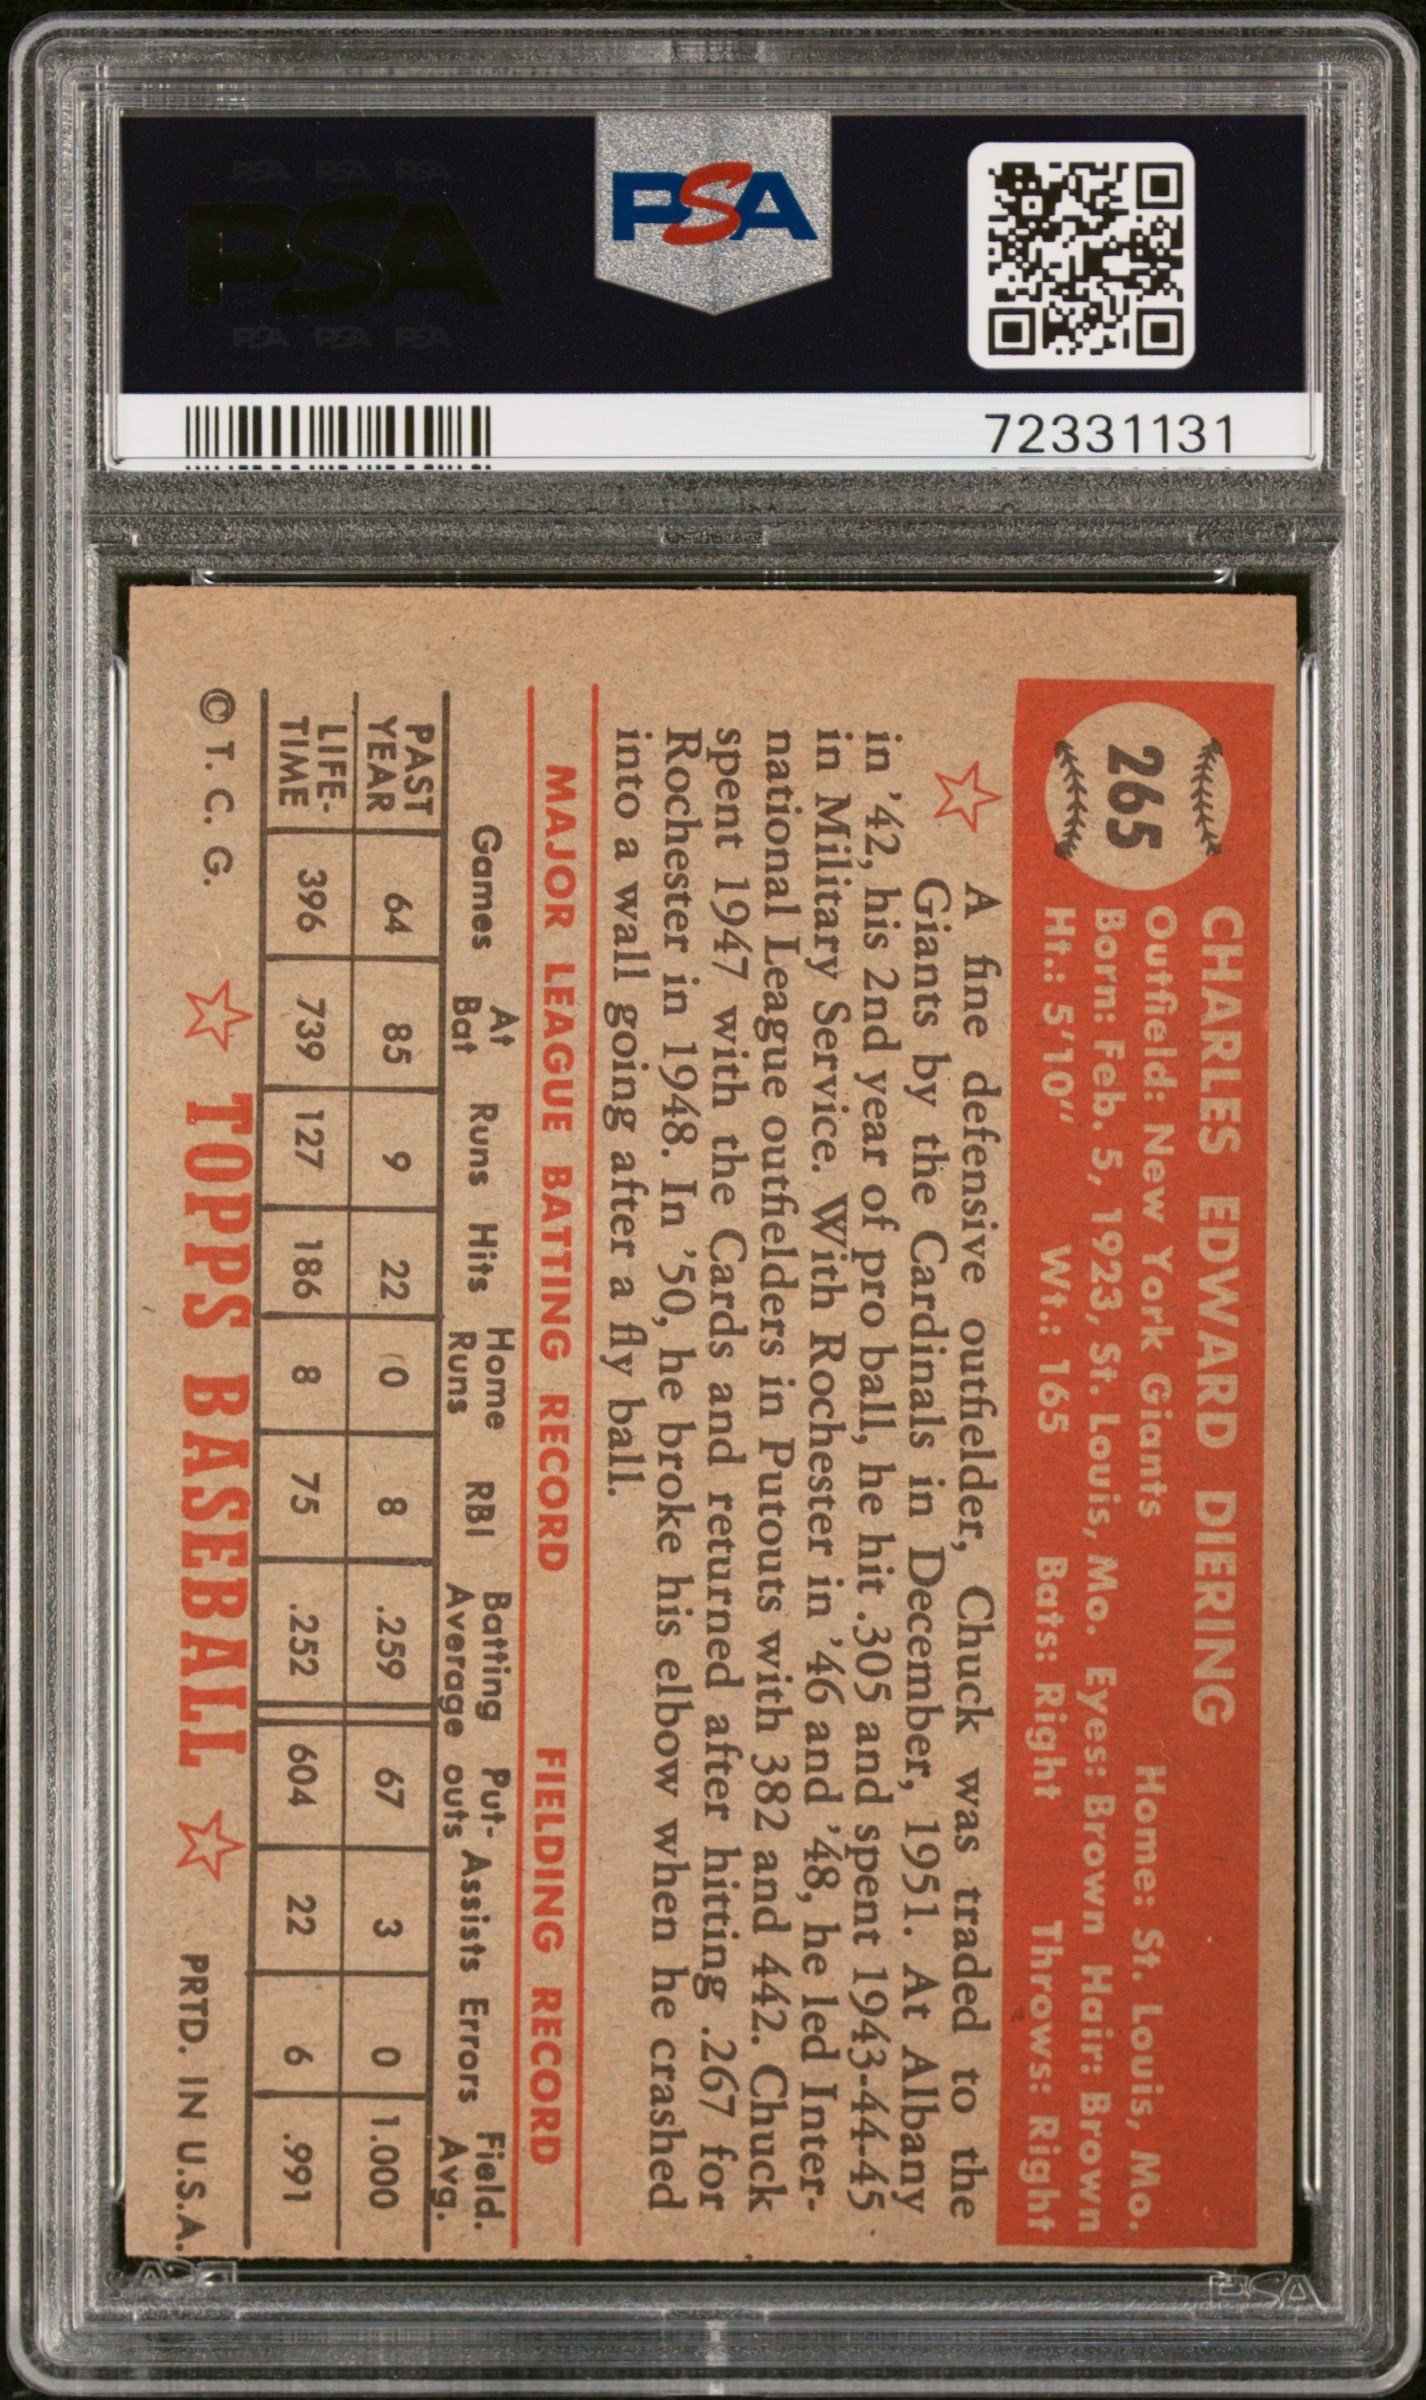 PSA PSA PSA
PSA
PSA PSA PSA
PSA
72331131
265
CHARLES EDWARD DIERING
Outfield: New York Giants Home: St. Louis, Mo.
Born: Feb. 5, 1923, St. Louis, Mo. Eyes: Brown Hair: Brown
Ht.: 5'10" Wt.: 165 Bats: Right Throws: Right
A fine defensive outfielder, Chuck was traded to the
Giants by the Cardinals in December, 1951. At Albany
in '42, his 2nd year of pro ball, he hit .305 and spent 1943-44-45
in Military Service. With Rochester in '46 and '48, he led Inter-
national League outfielders in Putouts with 382 and 442. Chuck
spent 1947 with the Cards and returned after hitting .267 for
Rochester in 1948. In '50, he broke his elbow when he crashed
into a wall going after a fly ball.
MAJOR LEAGUE BATTING RECORD FIELDING RECORD
Games At Bat Runs Hits Home Runs RBI Batting Average Put-outs Assists Errors Field. Avg.
PAST YEAR 64 85 9 22 0 8 .259 67 3 0 1.000
LIFE-TIME 396 739 127 186 8 75 .252 604 22 6 .991
© T. C. G. TOPPS BASEBALL PRTD. IN U.S.A.
PSA
PSA